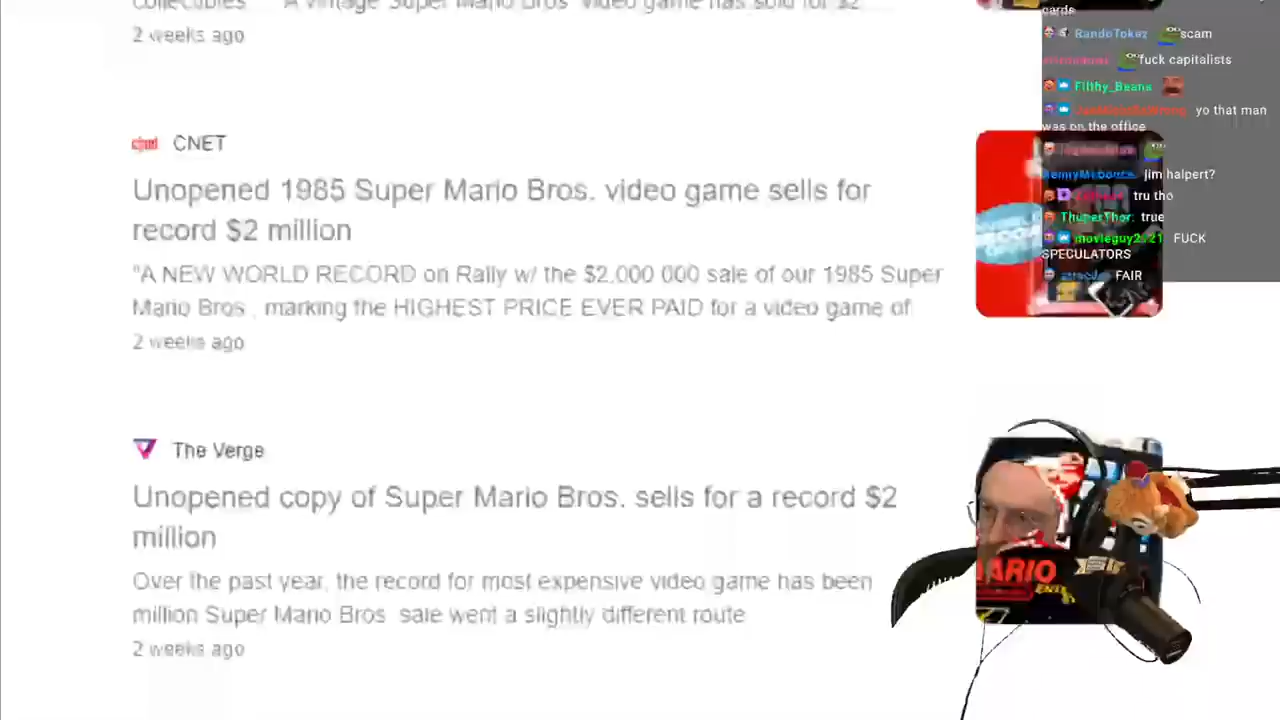 2 weeks ago
CNET
Unopened 1985 Super Mario Bros. video game sells for
record $2 million
"A NEW WORLD RECORD on Rally w/ the $2,000,000 sale of our 1985 Super
Mario Bros., marking the HIGHEST PRICE EVER PAID for a video game of
2 weeks ago
The Verge
Unopened copy of Super Mario Bros. sells for a record $2
million
Over the past year, the record for most expensive video game has been
million Super Mario Bros. sale went a slightly different route
2 weeks ago
cards
RandoTokez scam
fuck capitalists
Filthy_Beans
yo that man
was on the office
jim halpert?
tru tho
ThuperThor: true
movieguy2021 FUCK
SPECULATORS
FAIR
ARIO